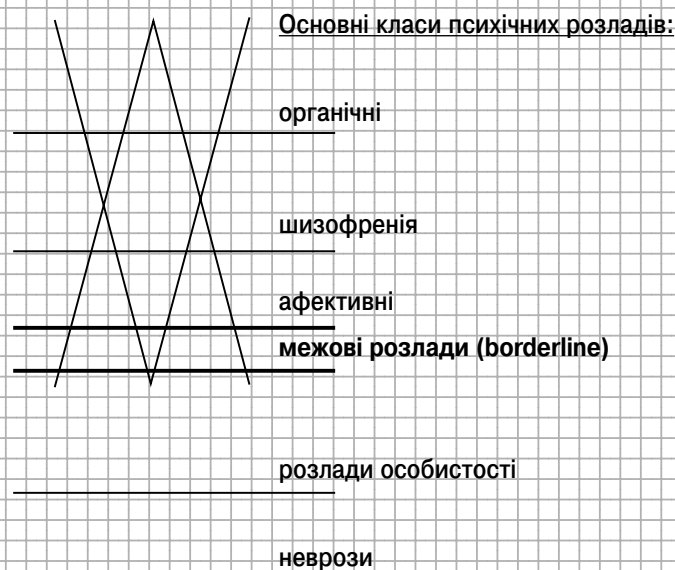 Основні класи психічних розладів:
органічні
шизофренія
афективні
межові розлади (borderline)
розлади особистості
неврози